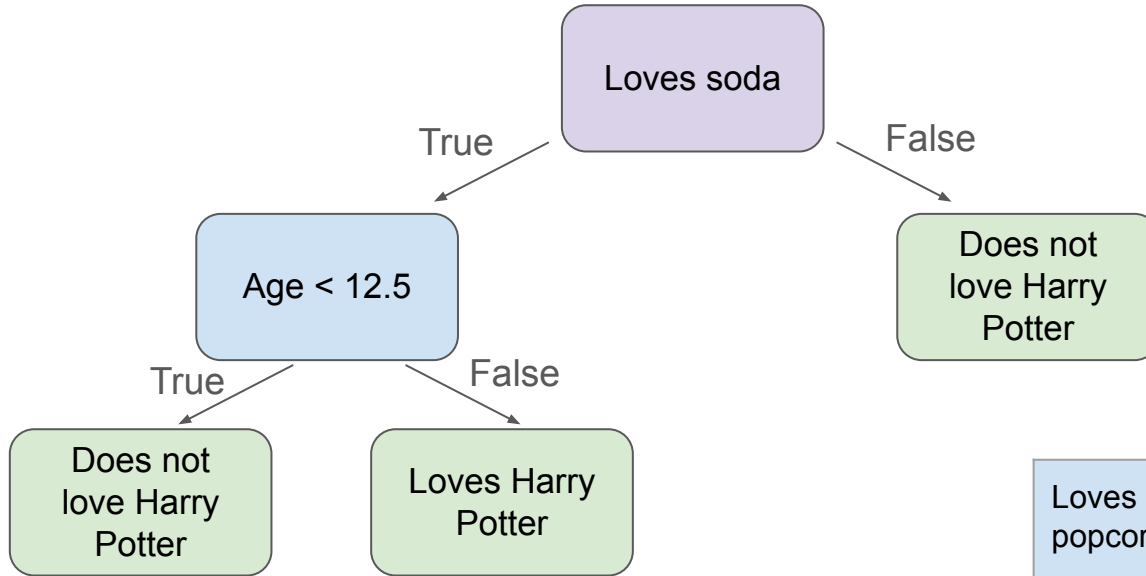 Loves soda
True
False
Age < 12.5
Does not
love Harry
Potter
True
False
Does not
love Harry
Potter
Loves Harry
Potter
Loves